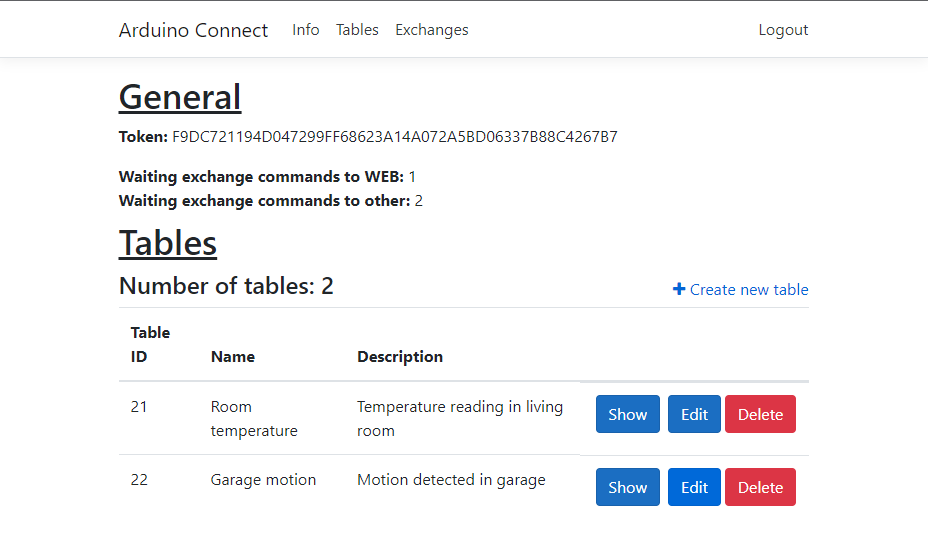 Arduino Connect Info Tables Exchanges Logout
General
Token: F9DC721194D047299FF68623A14A072A5BD06337B88C4267B7
Waiting exchange commands to WEB: 1
Waiting exchange commands to other: 2
Tables
Number of tables: 2 Create new table
Table
ID Name Description
21 Room Temperature reading in living Show Edit Delete
temperature room
22 Garage motion Motion detected in garage Show Edit Delete